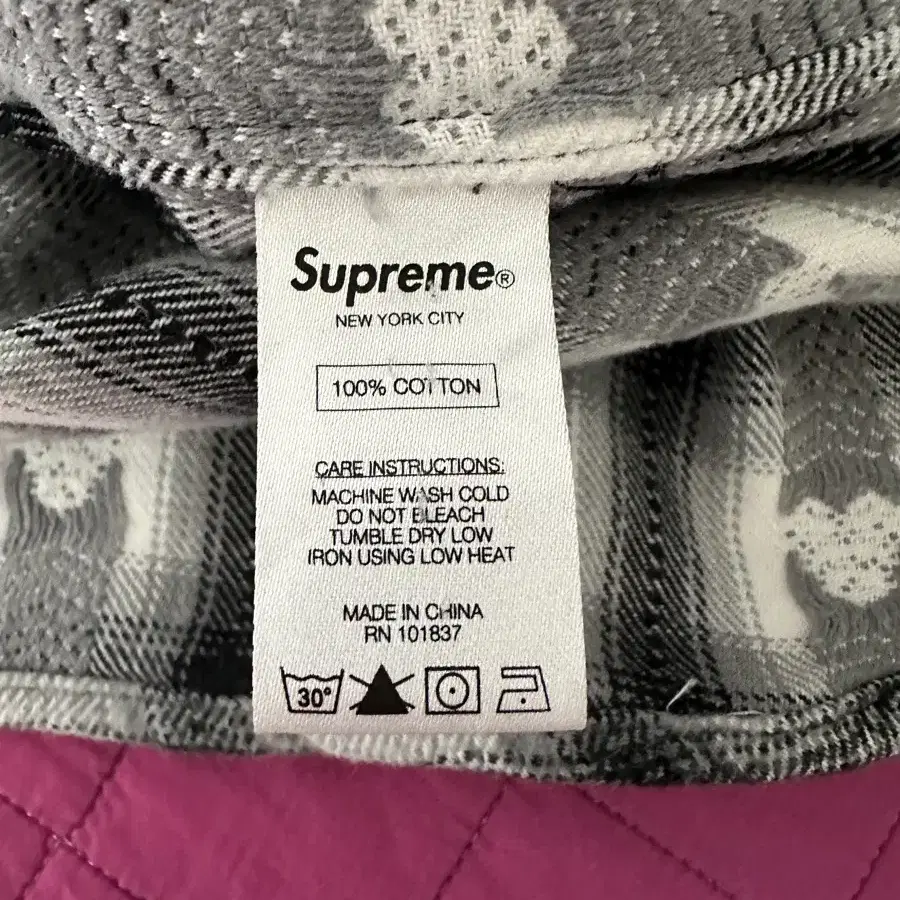 Supreme®
NEW YORK CITY
100% COTTON
CARE INSTRUCTIONS:
MACHINE WASH COLD
DO NOT BLEACH
TUMBLE DRY LOW
IRON USING LOW HEAT
MADE IN CHINA
RN 101837
30°